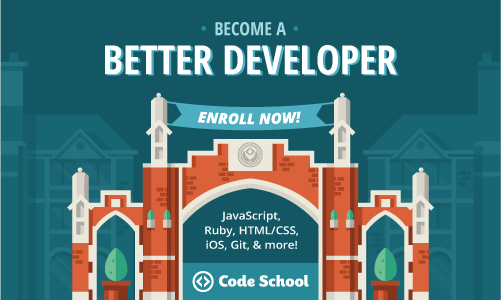 • BECOME A •
BETTER DEVELOPER
ENROLL NOW!
JavaScript,
Ruby, HTML/CSS,
iOS, Git, & more!
Code School